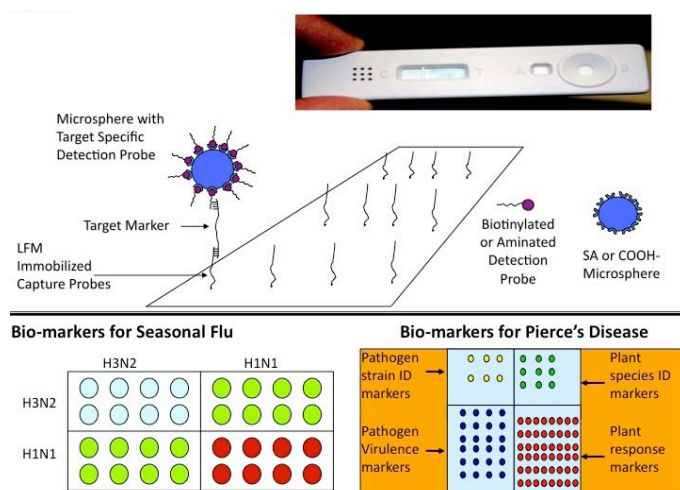 C
T
A
B
Microsphere with
Target Specific
Detection Probe
Target Marker
LFM
Immobilized
Capture Probes
Biotinylated
or Aminated
Detection
Probe
SA or COOH-
Microsphere
Bio-markers for Seasonal Flu
H3N2
H1N1
H3N2
H1N1
Bio-markers for Pierce’s Disease
Pathogen
strain ID
markers
Plant
species ID
markers
Pathogen
Virulence
markers
Plant
response
markers